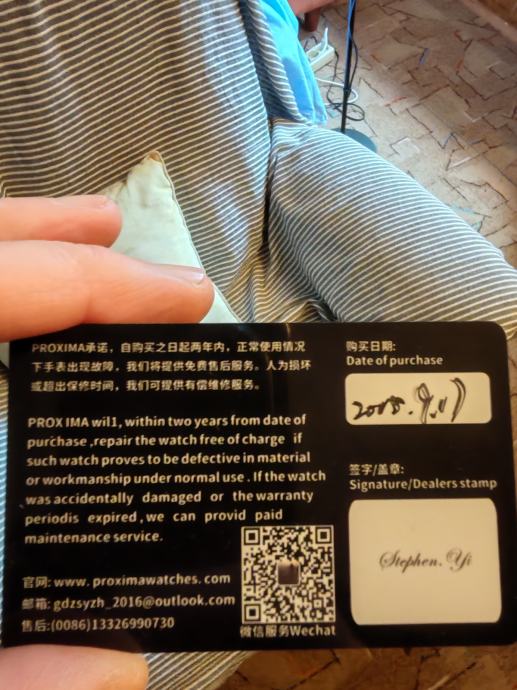 PROXIMA承诺，自购买之日起两年内，正常使用情况
下手表出现故障，我们将提供免费售后服务。人为损坏
或超出保修时间，我们可提供有偿维修服务。
PROXIMA wil1, within two years from date of
purchase ,repair the watch free of charge if
such watch proves to be defective in material
or workmanship under normal use . If the watch
was accidentally damaged or the warranty
periodis expired , we can provid paid
maintenance service.
官网: www. proximawatches. com
邮箱: gdzsyzh_2016@outlook.com
售后:(0086)13326990730
微信服务Wechat
购买日期:
Date of purchase
签字/盖章:
Signature/Dealers stamp
Stephen. Yi